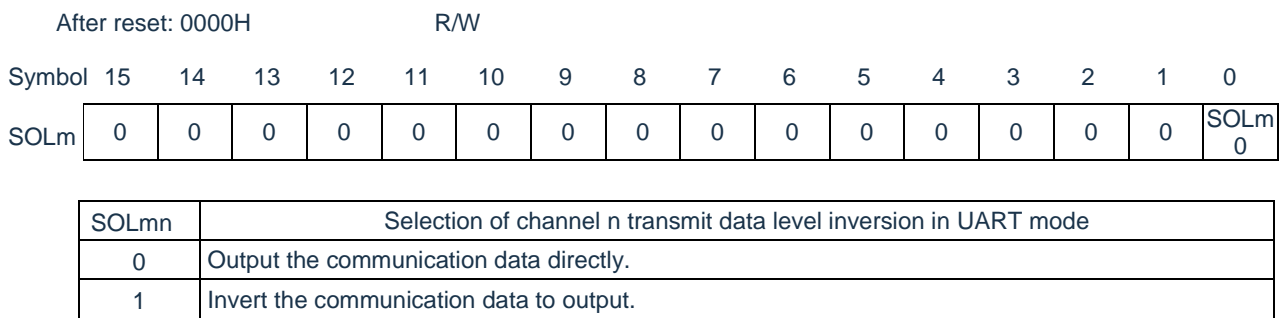 After reset: 0000H R/W
Symbol 15 14 13 12 11 10 9 8 7 6 5 4 3 2 1 0
SOLm 0 0 0 0 0 0 0 0 0 0 0 0 0 0 0 SOLm
0
SOLmn Selection of channel n transmit data level inversion in UART mode
0 Output the communication data directly.
1 Invert the communication data to output.